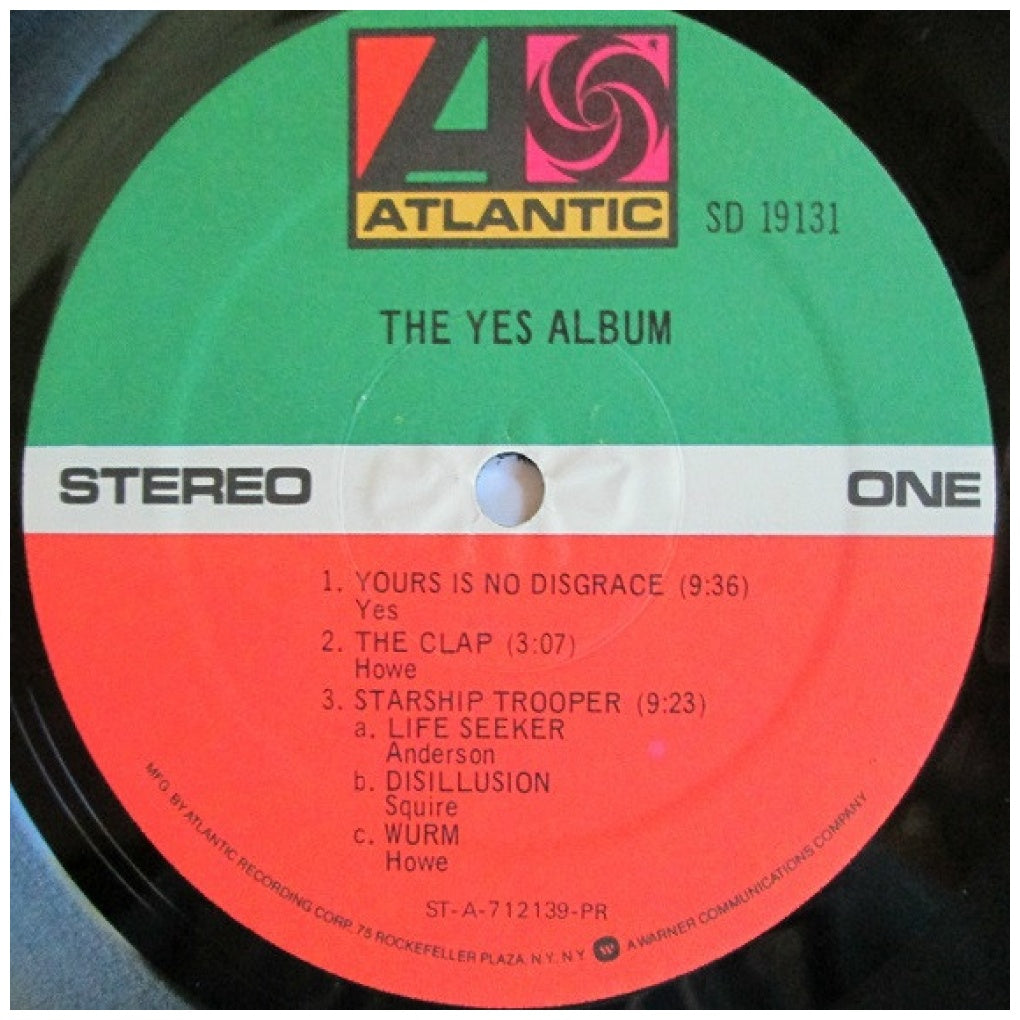 ATLANTIC
SD 19131
THE YES ALBUM
STEREO
ONE
1. YOURS IS NO DISGRACE (9:36)
Yes
2. THE CLAP (3:07)
Howe
3. STARSHIP TROOPER (9:23)
a. LIFE SEEKER
Anderson
b. DISILLUSION
Squire
c. WURM
Howe
ST-A-712139-PR
MFG. BY ATLANTIC RECORDING CORP. 75 ROCKEFELLER PLAZA N.Y. N.Y. W A WARNER COMMUNICATIONS COMPANY